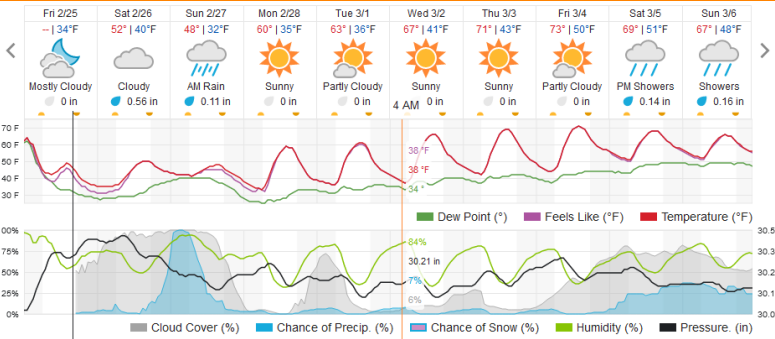 Fri 2/25 Sat 2/26 Sun 2/27 Mon 2/28 Tue 3/1 Wed 3/2 Thu 3/3 Fri 3/4 Sat 3/5 Sun 3/6
-- | 34°F 52° | 40°F 48° | 32°F 60° | 35°F 63° | 36°F 67° | 41°F 71° | 43°F 73° | 50°F 69° | 51°F 67° | 48°F
Mostly Cloudy Cloudy AM Rain Sunny Partly Cloudy Sunny Sunny Partly Cloudy PM Showers Showers
0 in 0.56 in 0.11 in 0 in 0 in 0 in 0 in 0 in 0.14 in 0.16 in
4 AM
70 F
60 F
50 F
40 F
30 F
38 °F
38 °F
34 °
Dew Point (°) Feels Like (°F) Temperature (°F)
00% 30.5
75% 30.3
50% 30.2
25% 30.1
0% 30.0
84%
30.21 in
7%
6%
Cloud Cover (%) Chance of Precip. (%) Chance of Snow (%) Humidity (%) Pressure. (in)